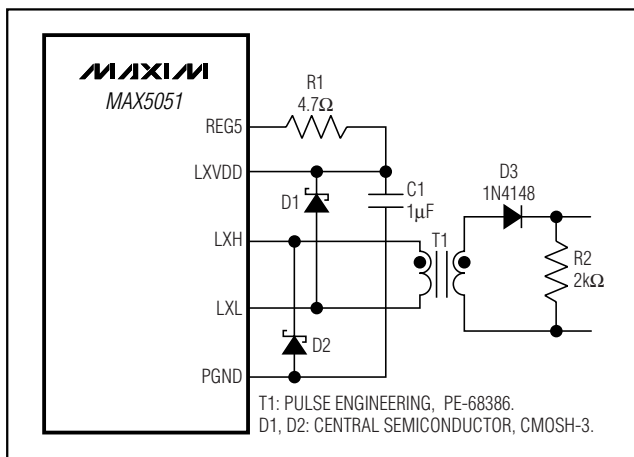 MAXIM
MAX5051
REG5
LXVDD
LXH
LXL
PGND
R1
4.7Ω
D1
C1
1µF
D2
T1
D3
1N4148
R2
2kΩ
T1: PULSE ENGINEERING, PE-68386.
D1, D2: CENTRAL SEMICONDUCTOR, CMOSH-3.